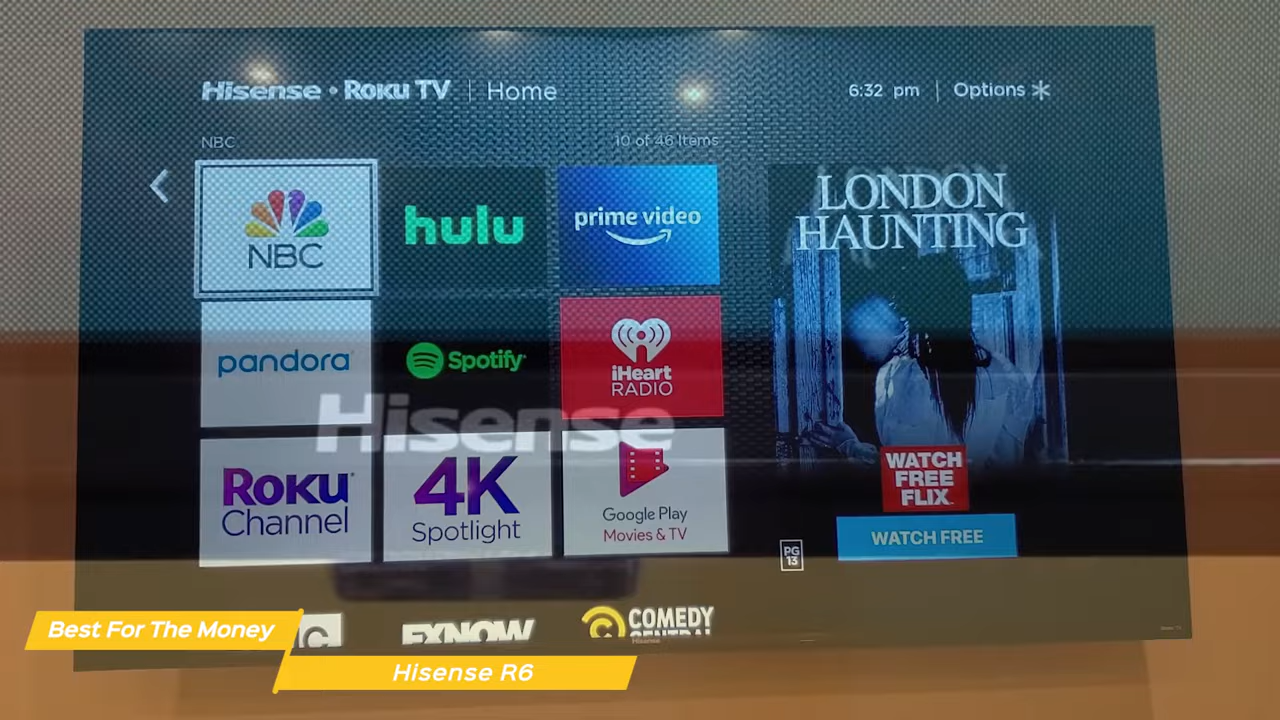 Hisense • Roku TV | Home
6:32 pm | Options
NBC
10 of 46 Items
NBC
hulu
prime video
LONDON
HAUNTING
pandora
Spotify
iHeart
RADIO
Hisense
Roku
Channel
4K
Spotlight
Google Play
Movies & TV
WATCH
FREE
FLIX
WATCH FREE
PG
13
FXNOW
COMEDY
CENTRAL
Hisense
Best For The Money
Hisense R6